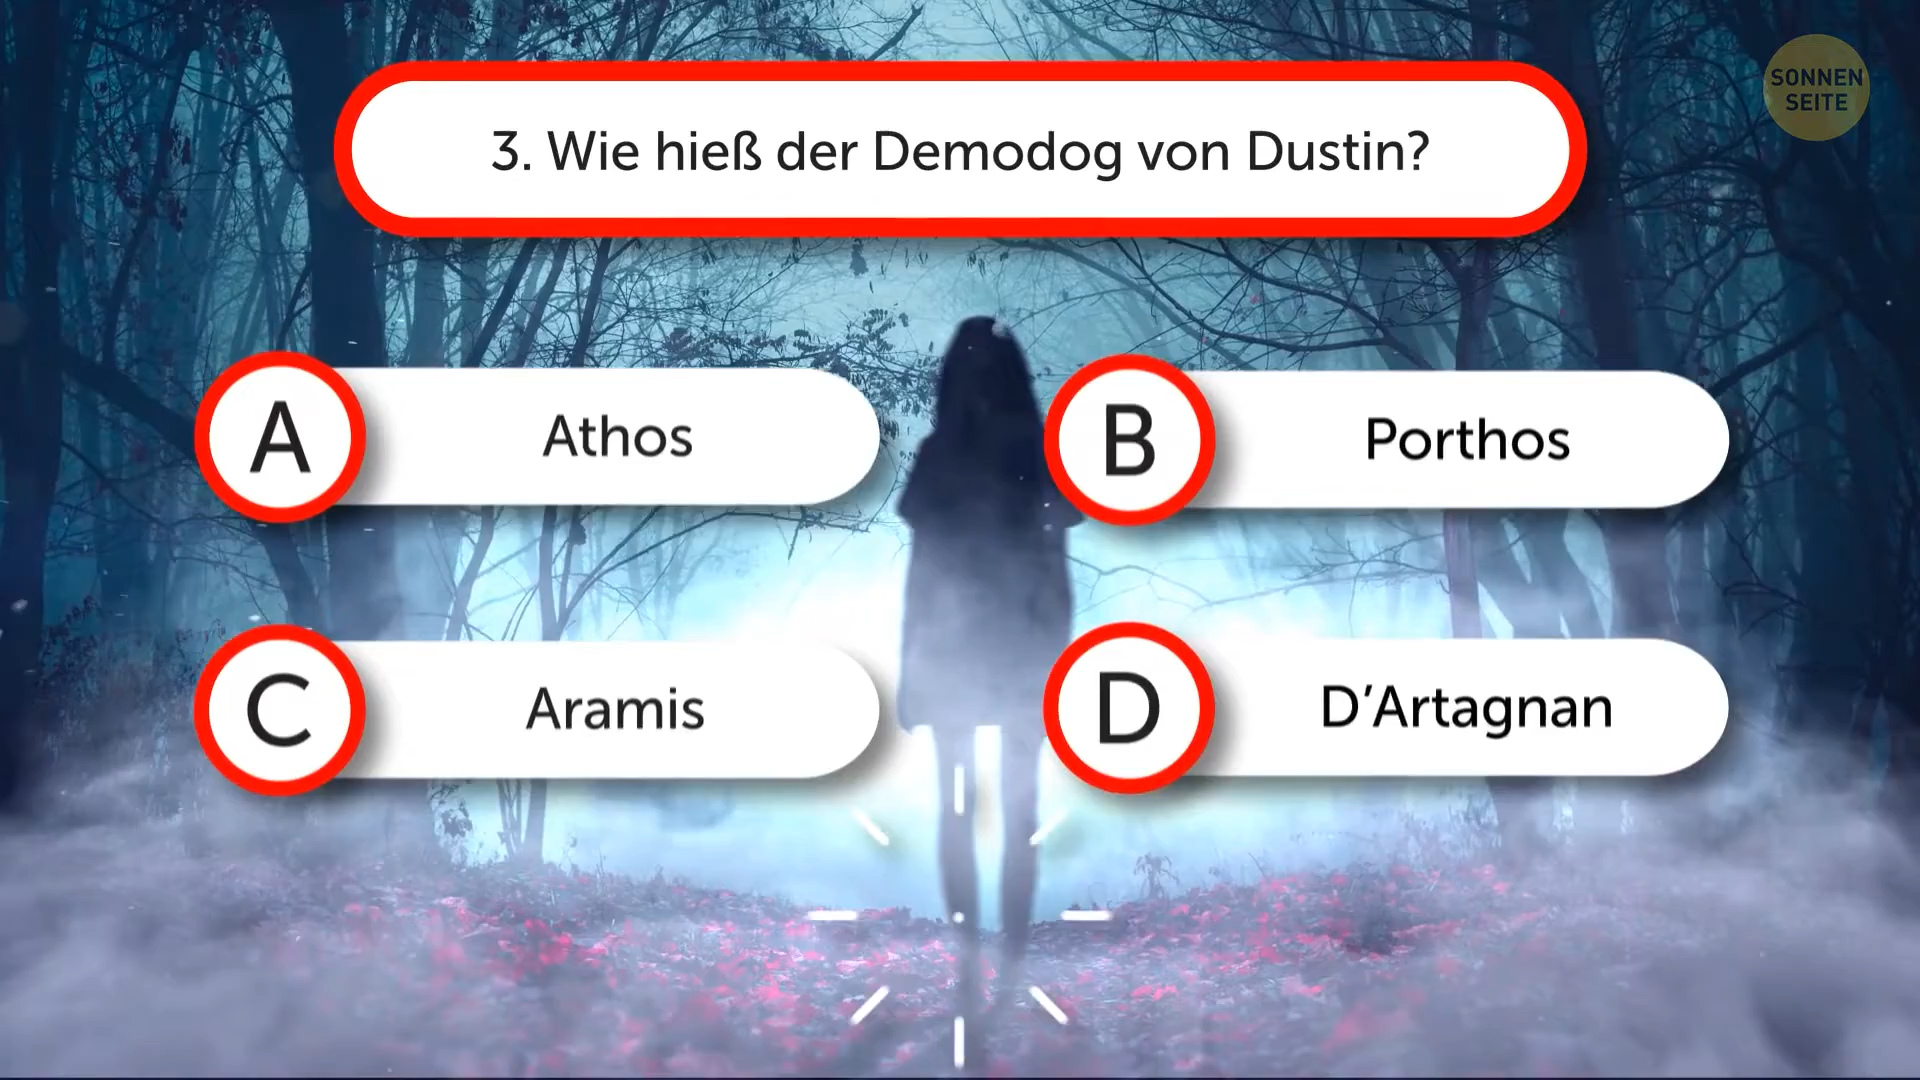 SONNEN
SEITE
3. Wie hieß der Demodog von Dustin?
A Athos
B Porthos
C Aramis
D D’Artagnan